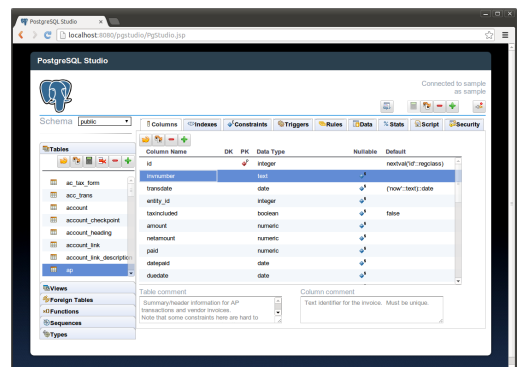 PostgreSQL Studio
localhost:8080/pgstudio/PgStudio.jsp
PostgreSQL Studio
Connected to sample
as sample
Schema public
Columns Indexes Constraints Triggers Rules Data Stats Script Security
Tables
Column Name DK PK Data Type Nullable Default
id integer nextval('id'::regclass)
invnumber text
ac_tax_form
transdate date ('now'::text)::date
acc_trans
entity_id integer
account
taxincluded boolean false
account_checkpoint
amount numeric
account_heading
netamount numeric
account_link
paid numeric
account_link_description
datepaid date
ap
duedate date
Views
Foreign Tables
Functions
Sequences
Types
Table comment
Summary/header information for AP
transactions and vendor invoices.
Note that some constraints here are hard to
Column comment
Text identifier for the invoice. Must be unique.